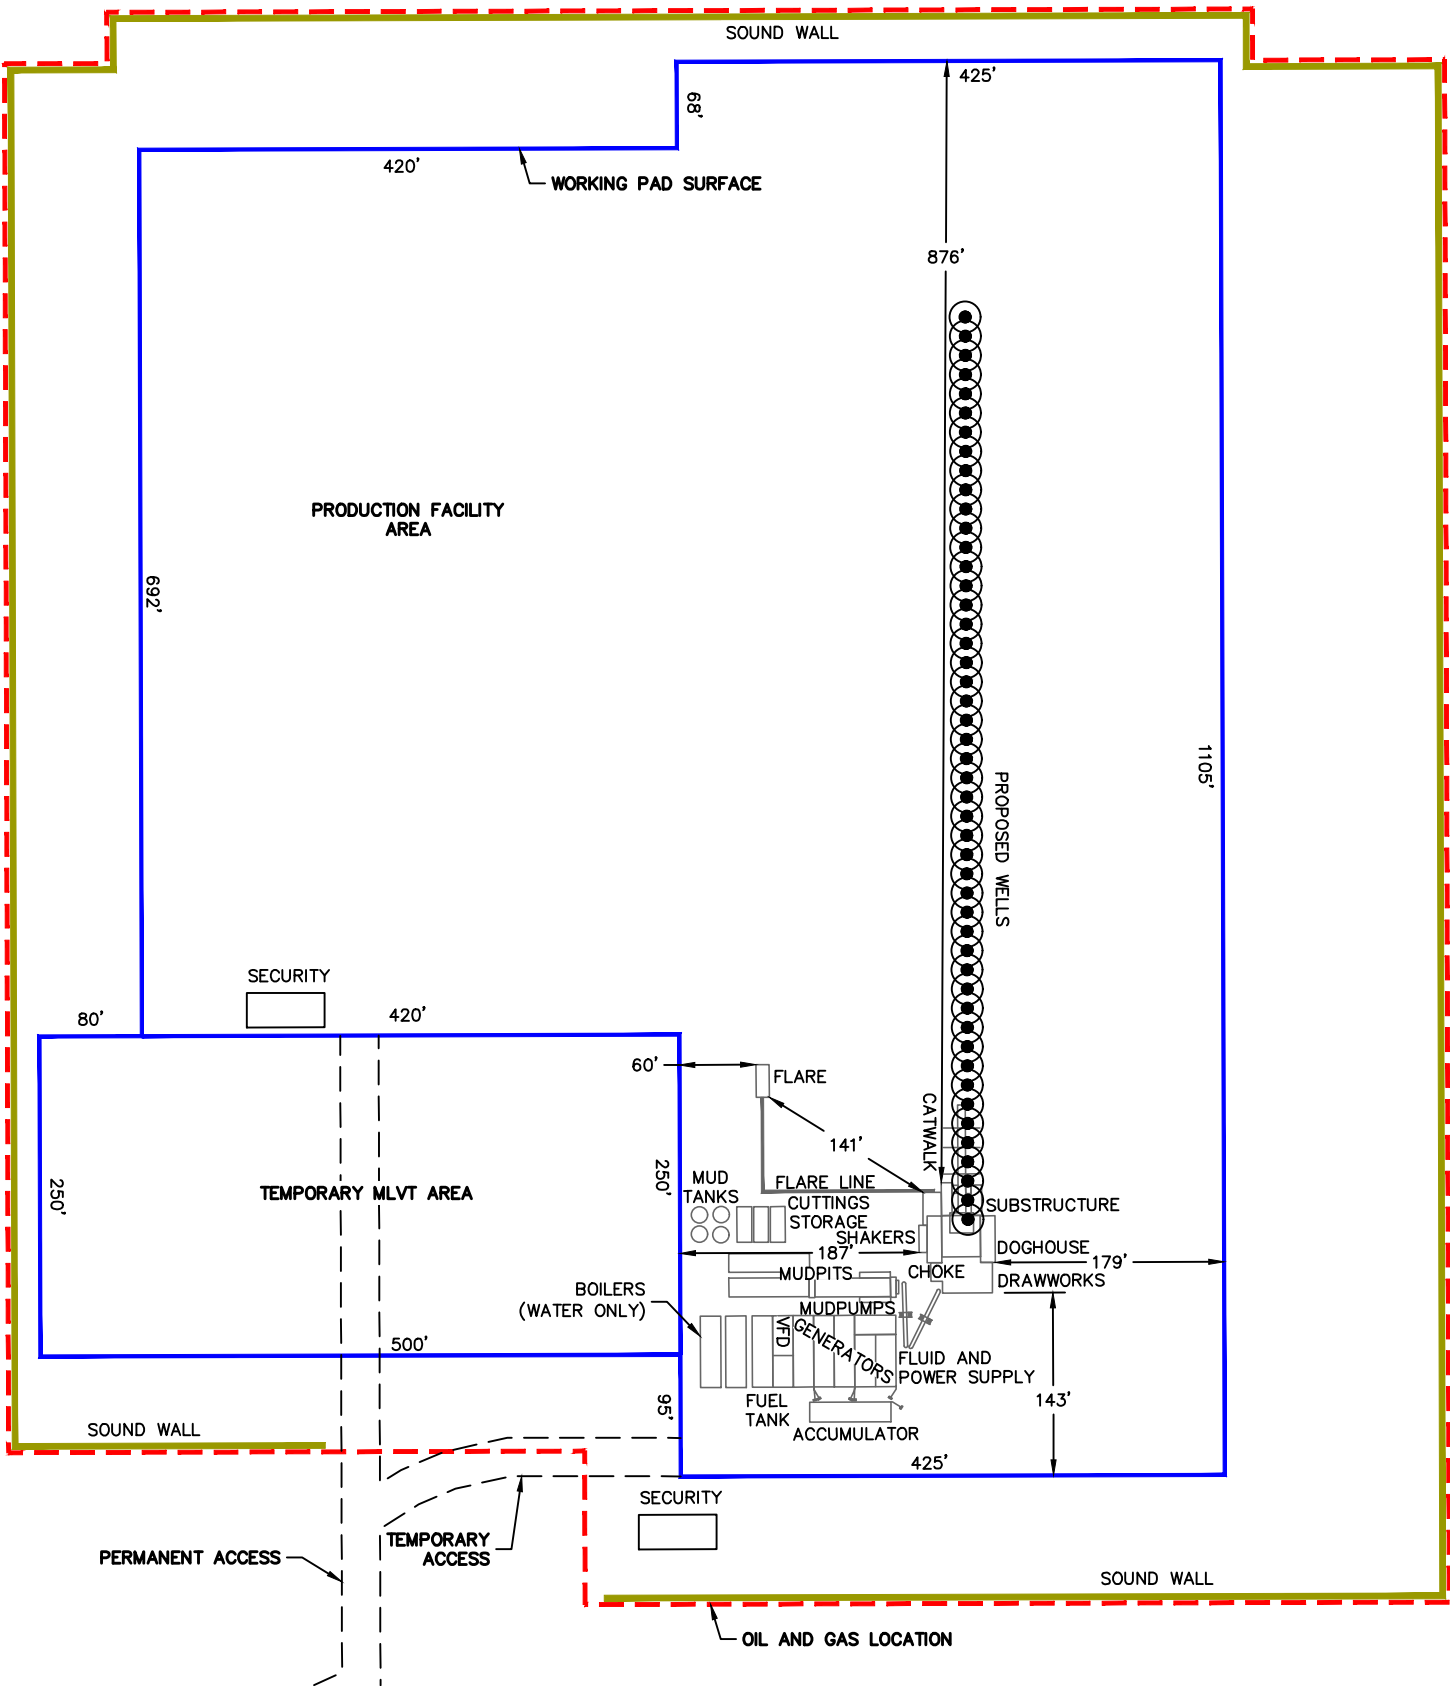 SOUND WALL
425'
68'
420'
WORKING PAD SURFACE
876'
PRODUCTION FACILITY
AREA
692'
1105'
PROPOSED WELLS
SECURITY
80'
420'
60'
FLARE
CATWALK
141'
250'
TEMPORARY MLVT AREA
250'
MUD
TANKS
FLARE LINE
CUTTINGS
STORAGE
SUBSTRUCTURE
SHAKERS
187'
DOGHOUSE
179'
MUDPITS
CHOKE
DRAWWORKS
BOILERS
(WATER ONLY)
MUDPUMPS
VFD
GENERATORS
500'
FLUID AND
POWER SUPPLY
95'
FUEL
TANK
143'
ACCUMULATOR
SOUND WALL
425'
SECURITY
TEMPORARY
ACCESS
PERMANENT ACCESS
SOUND WALL
OIL AND GAS LOCATION